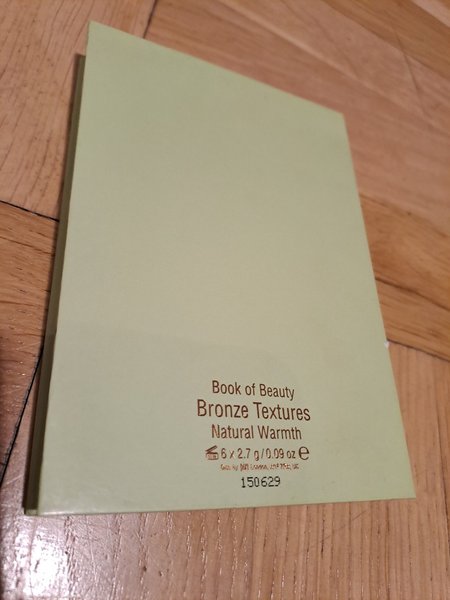 Book of Beauty
Bronze Textures
Natural Warmth
6 x 2.7 g/0.09 oz e
150629